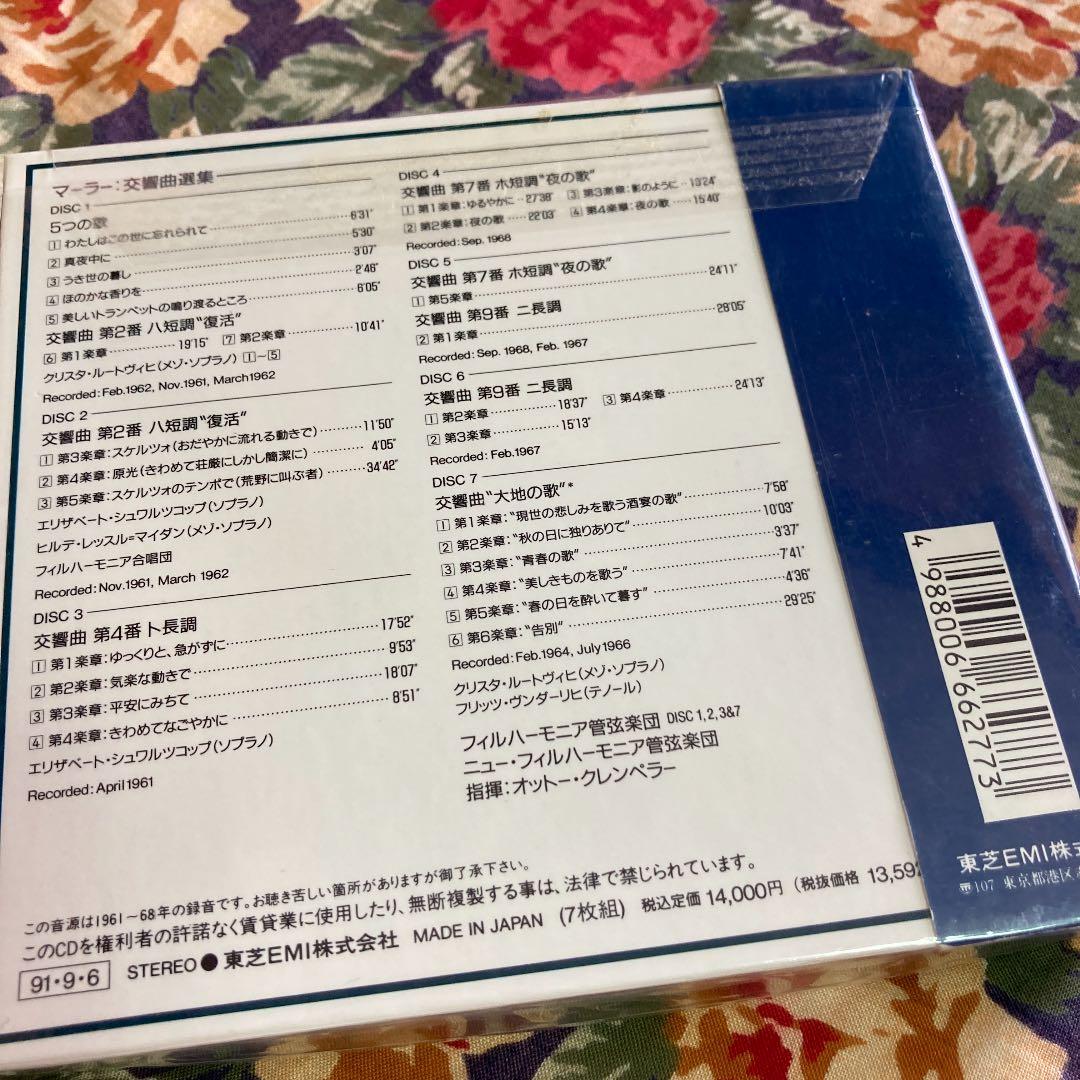 マーラー:交響曲選集
DISC 1
5つの歌
1 わたしはこの世に忘れられて 6'31"
2 真夜中に 5'30"
3 うき世の暮し 3'07"
4 ほのかな香りを 2'46"
5 美しいトランペットの鳴り渡るところ 6'05"
交響曲 第2番 ハ短調"復活"
6 第1楽章 19'15" 7 第2楽章 10'41"
クリスタ・ルートヴィヒ(メゾ・ソプラノ) 1〜5
Recorded: Feb.1962, Nov.1961, March1962
DISC 2
交響曲 第2番 ハ短調"復活"
1 第3楽章:スケルツォ(おだやかに流れる動きで) 11'50"
2 第4楽章:原光(きわめて荘厳にしかし簡潔に) 4'05"
3 第5楽章:スケルツォのテンポで(荒野に叫ぶ者) 34'42"
エリザベート・シュワルツコップ(ソプラノ)
ヒルデ・レッスル=マイダン(メゾ・ソプラノ)
フィルハーモニア合唱団
Recorded: Nov.1961, March 1962
DISC 3
交響曲 第4番 ト長調
1 第1楽章:ゆっくりと、急がずに 17'52"
2 第2楽章:気楽な動きで 9'53"
3 第3楽章:平安にみちて 18'07"
4 第4楽章:きわめてなごやかに 8'51"
エリザベート・シュワルツコップ(ソプラノ)
Recorded: April1961
DISC 4
交響曲 第7番 ホ短調"夜の歌"
1 第1楽章:ゆるやかに 27'38" 3 第3楽章:影のように 10'24"
2 第2楽章:夜の歌 22'03" 4 第4楽章:夜の歌 15'40"
Recorded: Sep. 1968
DISC 5
交響曲 第7番 ホ短調"夜の歌"
1 第5楽章 24'11"
交響曲 第9番 ニ長調
2 第1楽章 28'05"
Recorded: Sep. 1968, Feb. 1967
DISC 6
交響曲 第9番 ニ長調
1 第2楽章 18'37" 3 第4楽章 24'13"
2 第3楽章 15'13"
Recorded: Feb.1967
DISC 7
交響曲"大地の歌"*
1 第1楽章:"現世の悲しみを歌う酒宴の歌" 7'58"
2 第2楽章:"秋の日に独りありて" 10'03"
3 第3楽章:"青春の歌" 3'37"
4 第4楽章:"美しきものを歌う" 7'41"
5 第5楽章:"春の日を酔いて暮す" 4'36"
6 第6楽章:"告別" 29'25"
Recorded: Feb.1964, July1966
クリスタ・ルートヴィヒ(メゾ・ソプラノ)
フリッツ・ヴンダーリヒ(テノール)
フィルハーモニア管弦楽団 DISC 1,2,3&7
ニュー・フィルハーモニア管弦楽団
指揮:オットー・クレンペラー
この音源は1961〜68年の録音です。お聴き苦しい箇所がありますが御了承下さい。
このCDを権利者の許諾なく賃貸業に使用したり、無断複製する事は、法律で禁じられています。
91・9・6 STEREO ● 東芝EMI株式会社 MADE IN JAPAN (7枚組) 税込定価 14,000円 (税抜価格 13,592
4 988006 662773
東芝EMI株式
〒107 東京都港区